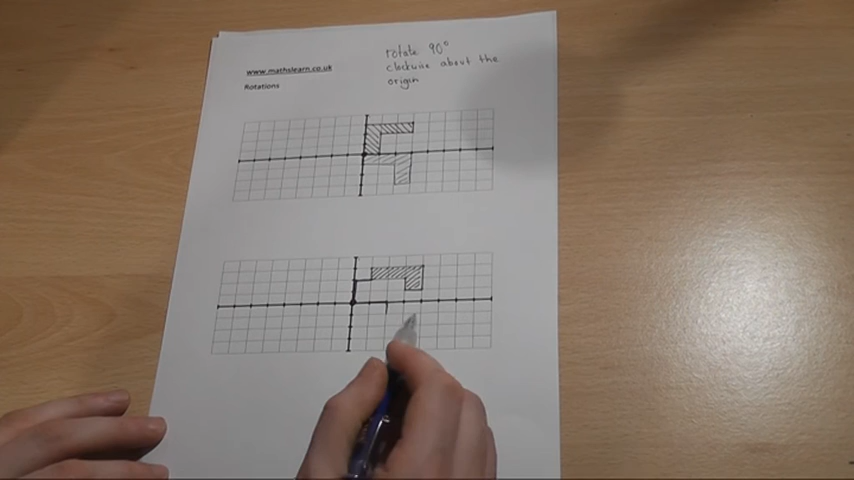 rotate 90°
clockwise about the
origin
www.mathslearn.co.uk
Rotations